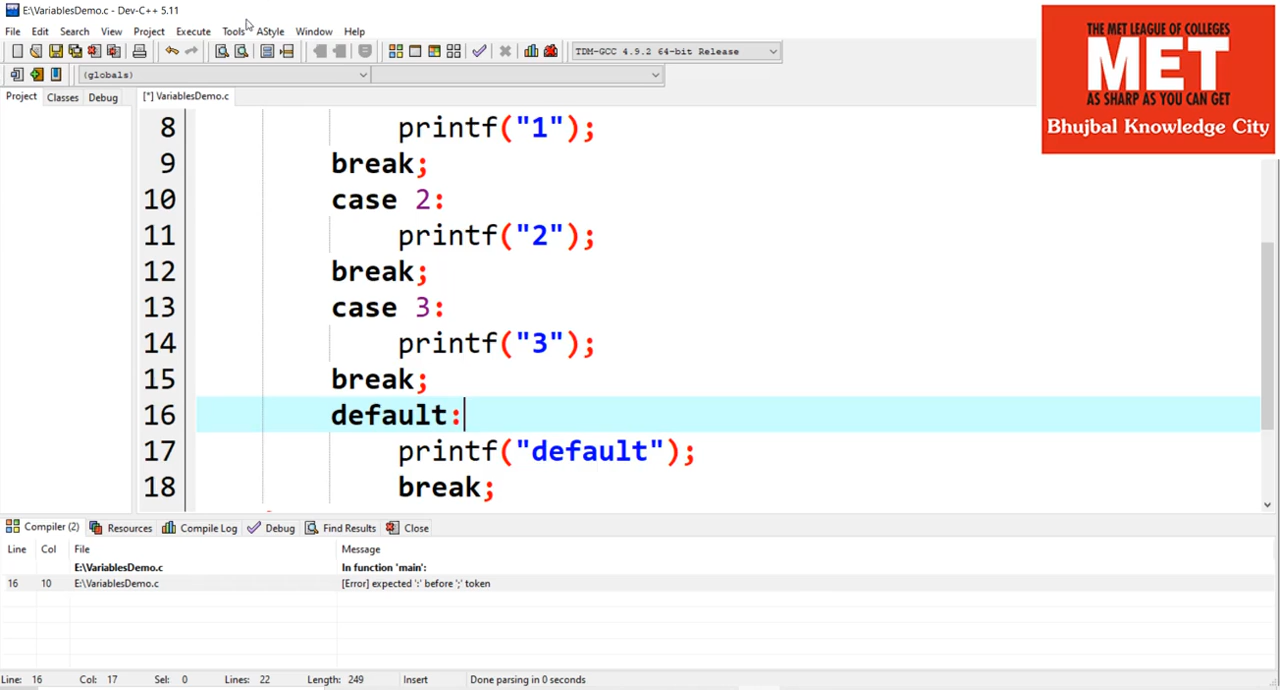 E:\VariablesDemo.c - Dev-C++ 5.11
File Edit Search View Project Execute Tools AStyle Window Help
TDM-GCC 4.9.2 64-bit Release
(globals)
Project Classes Debug [*] VariablesDemo.c
8 printf("1");
9 break;
10 case 2:
11 printf("2");
12 break;
13 case 3:
14 printf("3");
15 break;
16 default:
17 printf("default");
18 break;
THE MET LEAGUE OF COLLEGES
MET
AS SHARP AS YOU CAN GET
Bhujbal Knowledge City
Compiler (2) Resources Compile Log Debug Find Results Close
Line Col File Message
E:\VariablesDemo.c In function 'main':
16 10 E:\VariablesDemo.c [Error] expected ':' before ';' token
Line: 16 Col: 17 Sel: 0 Lines: 22 Length: 249 Insert Done parsing in 0 seconds